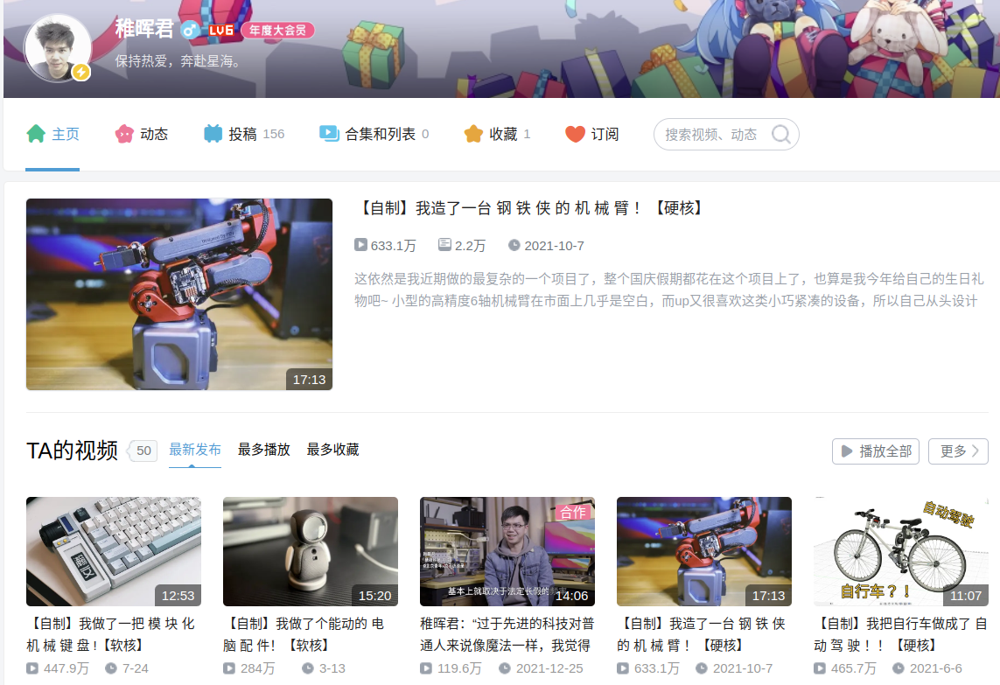 稚晖君 LV6 年度大会员
保持热爱，奔赴星海。
主页 动态 投稿 156 合集和列表 0 收藏 1 订阅 搜索视频、动态
【自制】我造了一台 钢 铁 侠 的 机 械 臂 ！【硬核】
633.1万 2.2万 2021-10-7
这依然是我近期做的最复杂的一个项目了，整个国庆假期都花在这个项目上了，也算是我今年给自己的生日礼
物吧~ 小型的高精度6轴机械臂在市面上几乎是空白，而up又很喜欢这类小巧紧凑的设备，所以自己从头设计
17:13
TA的视频 50 最新发布 最多播放 最多收藏 播放全部 更多
合作
自动驾驶
基本上就取决于法定长假的
自行车？！
12:53 15:20 14:06 17:13 11:07
【自制】我做了一把 模 块 化
机 械 键 盘！【软核】
【自制】我做了个能动的 电
脑 配 件！【软核】
稚晖君：“过于先进的科技对普
通人来说像魔法一样，我觉得
【自制】我造了一台 钢 铁 侠
的 机 械 臂 ！【硬核】
【自制】我把自行车做成了 自
动 驾 驶 ！！【硬核】
447.9万 7-24
284万 3-13
119.6万 2021-12-25
633.1万 2021-10-7
465.7万 2021-6-6